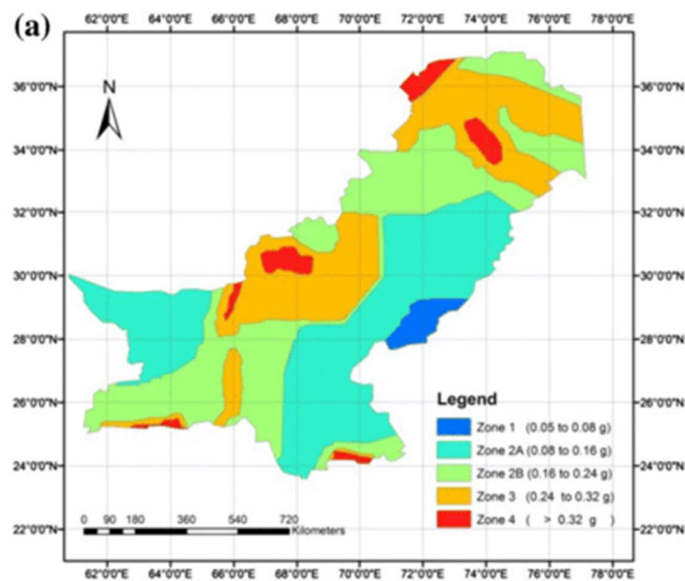 (a)
62°0'0"E 64°0'0"E 66°0'0"E 68°0'0"E 70°0'0"E 72°0'0"E 74°0'0"E 76°0'0"E 78°0'0"E
N
36°0'0"N 36°0'0"N
34°0'0"N 34°0'0"N
32°0'0"N 32°0'0"N
30°0'0"N 30°0'0"N
28°0'0"N 28°0'0"N
26°0'0"N 26°0'0"N
24°0'0"N 24°0'0"N
22°0'0"N 22°0'0"N
Legend
Zone 1 (0.05 to 0.08 g)
Zone 2A (0.08 to 0.16 g)
Zone 2B (0.16 to 0.24 g)
Zone 3 (0.24 to 0.32 g)
Zone 4 ( > 0.32 g )
0 90 180 360 540 720
Kilometers
62°0'0"E 64°0'0"E 66°0'0"E 68°0'0"E 70°0'0"E 72°0'0"E 74°0'0"E 76°0'0"E 78°0'0"E